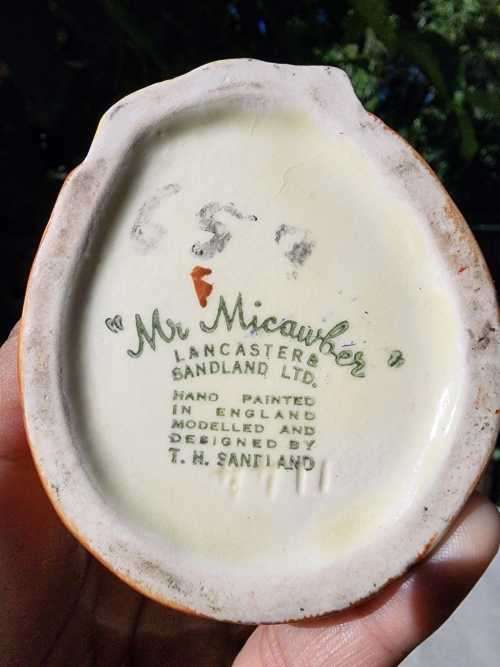 "Mr Micawber"
LANCASTER &
SANDLAND LTD.
HAND PAINTED
IN ENGLAND
MODELLED AND
DESIGNED BY
T. H. SANDLAND